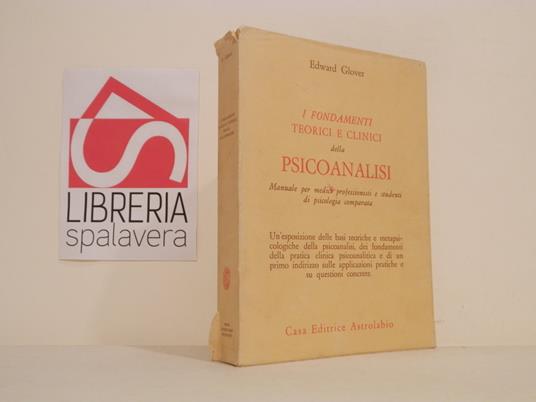 LIBRERIA
spalavera
Edward Glover
I FONDAMENTI
TEORICI E CLINICI
della
PSICOANALISI
Manuale per medici professionisti e studenti
di psicologia comparata
Un'esposizione delle basi teoriche e metapsi-
cologiche della psicoanalisi, dei fondamenti
della pratica clinica psicoanalitica e di un
primo indirizzo sulle applicazioni pratiche e
su questioni concrete.
Casa Editrice Astrolabio